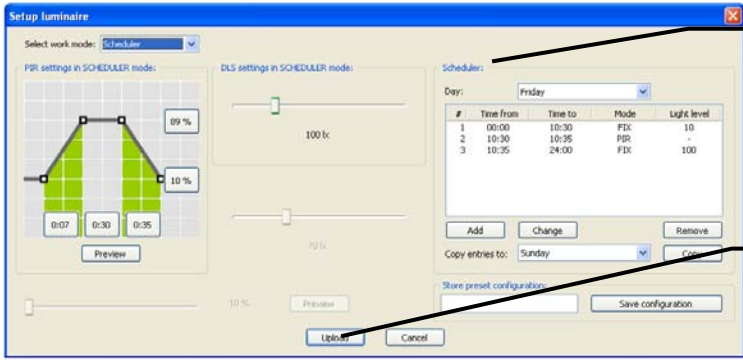 Setup luminaire
Select work mode: Scheduler
PIR settings in SCHEDULER mode:
89 %
10 %
0:07 0:30 0:35
Preview
DLS settings in SCHEDULER mode:
100 lx
70 lx
10 %
Preview
Scheduler:
Day: Friday
# Time from Time to Mode Light level
1 00:00 10:30 FIX 10
2 10:30 10:35 PIR -
3 10:35 24:00 FIX 100
Add Change Remove
Copy entries to: Sunday Copy
Store preset configuration:
Save configuration
Upload Cancel